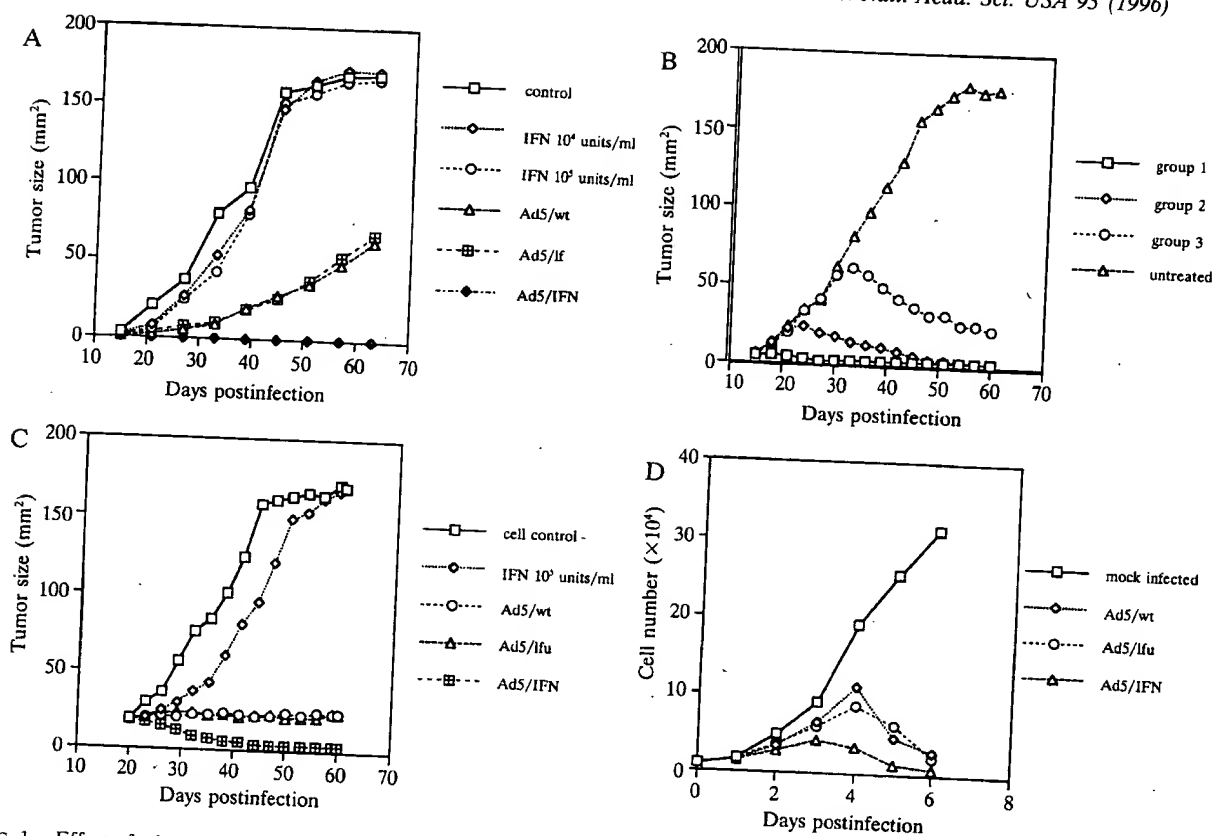 Acad. Sci. USA 93 (1996)
A
200
150
100
50
0
Tumor size (mm²)
10 20 30 40 50 60 70
Days postinfection
control
IFN 10⁴ units/ml
IFN 10⁵ units/ml
Ad5/wt
Ad5/lf
Ad5/IFN
B
200
150
100
50
0
Tumor size (mm²)
10 20 30 40 50 60 70
Days postinfection
group 1
group 2
group 3
untreated
C
200
150
100
50
0
Tumor size (mm²)
10 20 30 40 50 60 70
Days postinfection
cell control -
IFN 10⁵ units/ml
Ad5/wt
Ad5/lfu
Ad5/IFN
D
40
30
20
10
0
Cell number (×10⁴)
0 2 4 6 8
Days postinfection
mock infected
Ad5/wt
Ad5/lfu
Ad5/IFN